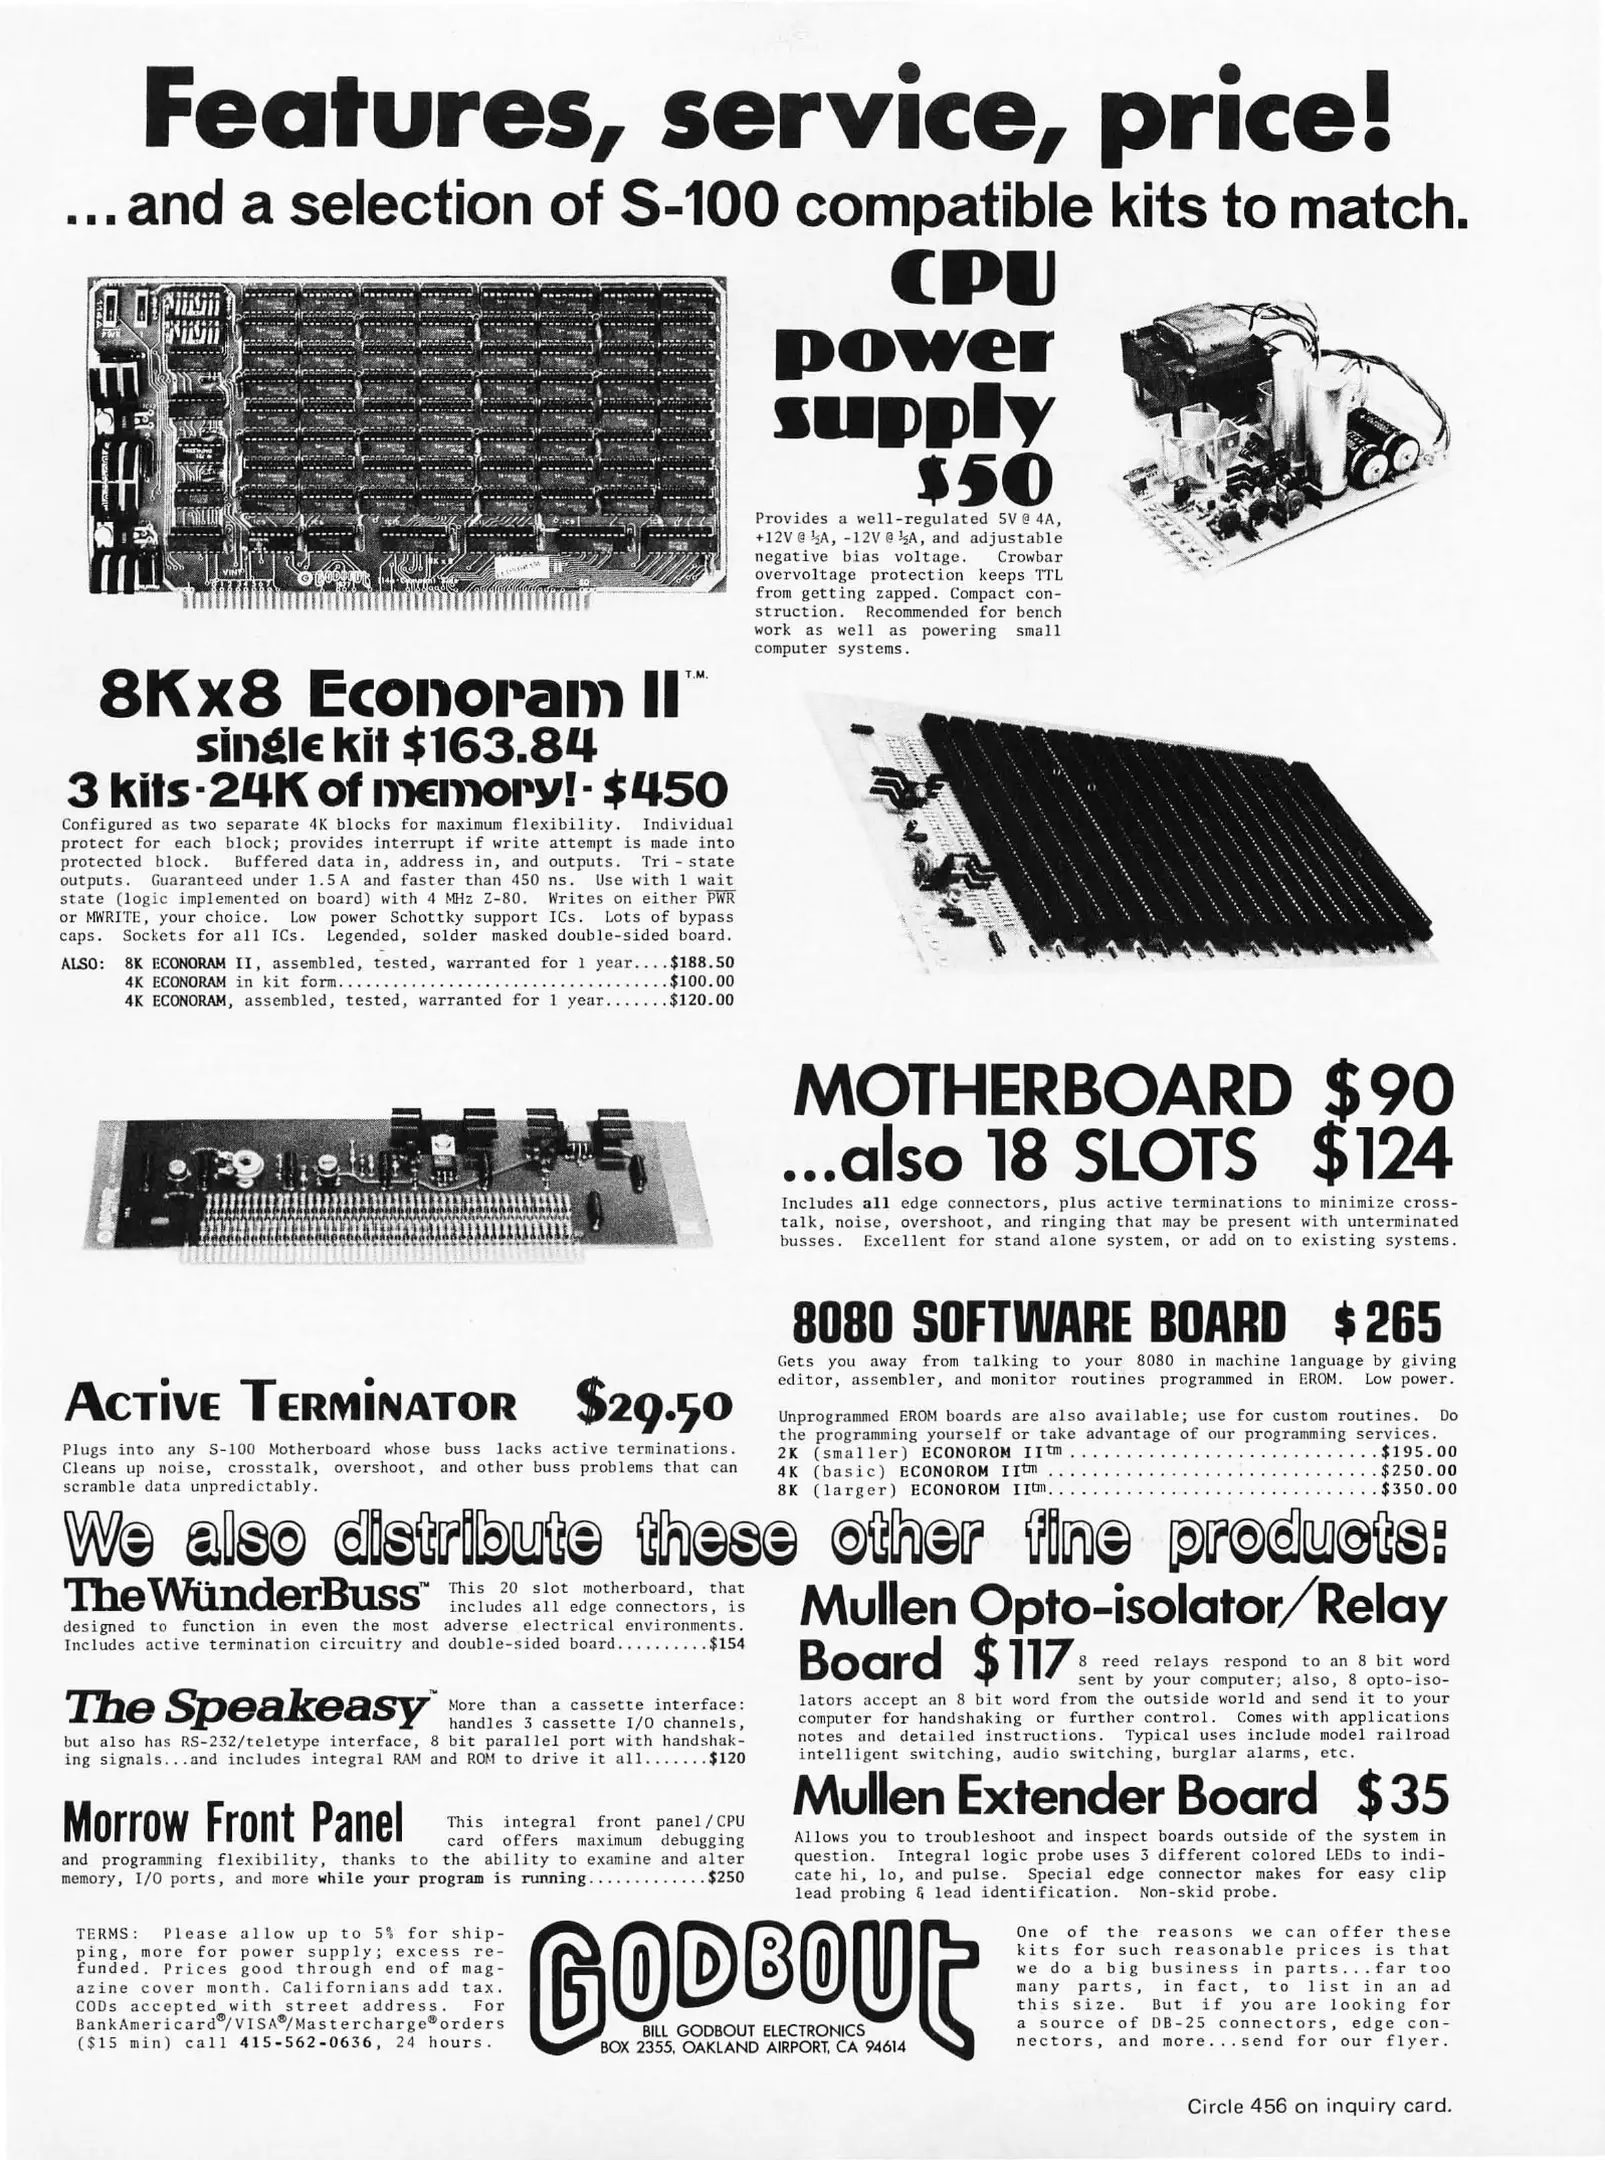 Features, service, price!
...and a selection of S-100 compatible kits to match.
CPU
power
supply
$50
Provides a well-regulated 5V @ 4A,
+12V @ ½A, -12V @ ½A, and adjustable
negative bias voltage. Crowbar
overvoltage protection keeps TTL
from getting zapped. Compact con-
struction. Recommended for bench
work as well as powering small
computer systems.
8Kx8 Econoram II T.M.
single kit $163.84
3 kits-24K of memory!- $450
Configured as two separate 4K blocks for maximum flexibility. Individual
protect for each block; provides interrupt if write attempt is made into
protected block. Buffered data in, address in, and outputs. Tri-state
outputs. Guaranteed under 1.5A and faster than 450 ns. Use with 1 wait
state (logic implemented on board) with 4 MHz Z-80. Writes on either PWR
or MWRITE, your choice. Low power Schottky support ICs. Lots of bypass
caps. Sockets for all ICs. Legended, solder masked double-sided board.
ALSO: 8K ECONORAM II, assembled, tested, warranted for 1 year....$188.50
4K ECONORAM in kit form....................................$100.00
4K ECONORAM, assembled, tested, warranted for 1 year.......$120.00
MOTHERBOARD $90
...also 18 SLOTS $124
Includes all edge connectors, plus active terminations to minimize cross-
talk, noise, overshoot, and ringing that may be present with unterminated
busses. Excellent for stand alone system, or add on to existing systems.
8080 SOFTWARE BOARD $265
Gets you away from talking to your 8080 in machine language by giving
editor, assembler, and monitor routines programmed in EROM. Low power.
Unprogrammed EROM boards are also available; use for custom routines. Do
the programming yourself or take advantage of our programming services.
2K (smaller) ECONOROM IItm ............................$195.00
4K (basic) ECONOROM IItm ..............................$250.00
8K (larger) ECONOROM IItm..............................$350.00
Active Terminator $29.50
Plugs into any S-100 Motherboard whose buss lacks active terminations.
Cleans up noise, crosstalk, overshoot, and other buss problems that can
scramble data unpredictably.
We also distribute these other fine products:
The WünderBuss™ This 20 slot motherboard, that
includes all edge connectors, is
designed to function in even the most adverse electrical environments.
Includes active termination circuitry and double-sided board..........$154
The Speakeasy™ More than a cassette interface:
handles 3 cassette I/O channels,
but also has RS-232/teletype interface, 8 bit parallel port with handshak-
ing signals...and includes integral RAM and ROM to drive it all.......$120
Morrow Front Panel This integral front panel/CPU
card offers maximum debugging
and programming flexibility, thanks to the ability to examine and alter
memory, I/O ports, and more while your program is running.............$250
Mullen Opto-isolator/Relay
Board $117 8 reed relays respond to an 8 bit word
sent by your computer; also, 8 opto-iso-
lators accept an 8 bit word from the outside world and send it to your
computer for handshaking or further control. Comes with applications
notes and detailed instructions. Typical uses include model railroad
intelligent switching, audio switching, burglar alarms, etc.
Mullen Extender Board $35
Allows you to troubleshoot and inspect boards outside of the system in
question. Integral logic probe uses 3 different colored LEDs to indi-
cate hi, lo, and pulse. Special edge connector makes for easy clip
lead probing & lead identification. Non-skid probe.
TERMS: Please allow up to 5% for ship-
ping, more for power supply; excess re-
funded. Prices good through end of mag-
azine cover month. Californians add tax.
CODs accepted with street address. For
BankAmericard®/VISA®/Mastercharge® orders
($15 min) call 415-562-0636, 24 hours.
GODBOUT
BILL GODBOUT ELECTRONICS
BOX 2355, OAKLAND AIRPORT, CA 94614
One of the reasons we can offer these
kits for such reasonable prices is that
we do a big business in parts...far too
many parts, in fact, to list in an ad
this size. But if you are looking for
a source of DB-25 connectors, edge con-
nectors, and more...send for our flyer.
Circle 456 on inquiry card.